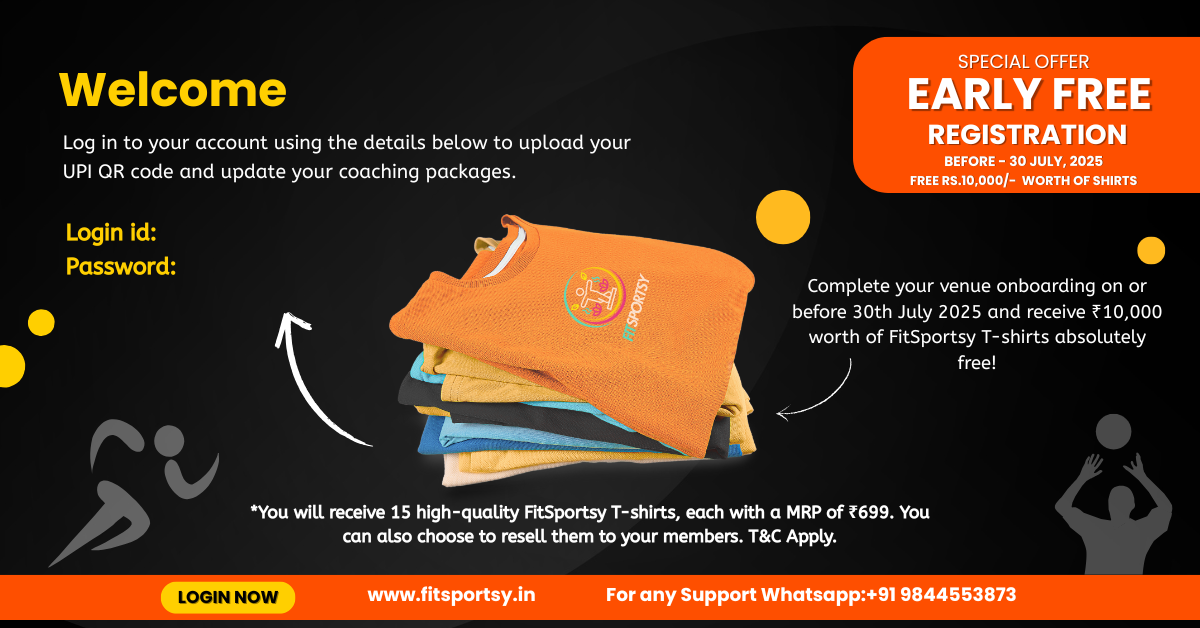 Welcome
Log in to your account using the details below to upload your
UPI QR code and update your coaching packages.
Login id:
Password:
SPECIAL OFFER
EARLY FREE
REGISTRATION
BEFORE - 30 JULY, 2025
FREE RS.10,000/- WORTH OF SHIRTS
FITSPORTSY
Complete your venue onboarding on or
before 30th July 2025 and receive ₹10,000
worth of FitSportsy T-shirts absolutely
free!
*You will receive 15 high-quality FitSportsy T-shirts, each with a MRP of ₹699. You
can also choose to resell them to your members. T&C Apply.
LOGIN NOW
www.fitsportsy.in
For any Support Whatsapp:+91 9844553873